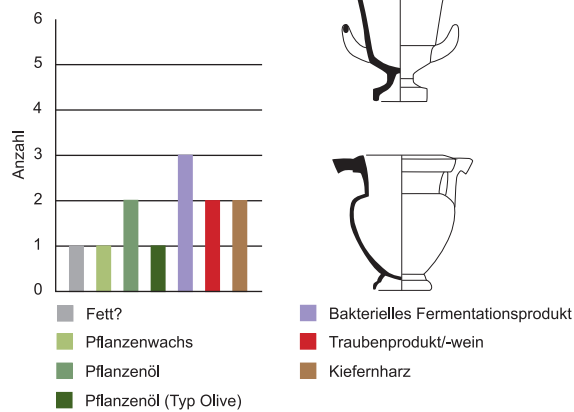 6
5
4
3
2
1
0
Anzahl
Fett?
Pflanzenwachs
Pflanzenöl
Pflanzenöl (Typ Olive)
Bakterielles Fermentationsprodukt
Traubenprodukt/-wein
Kiefernharz